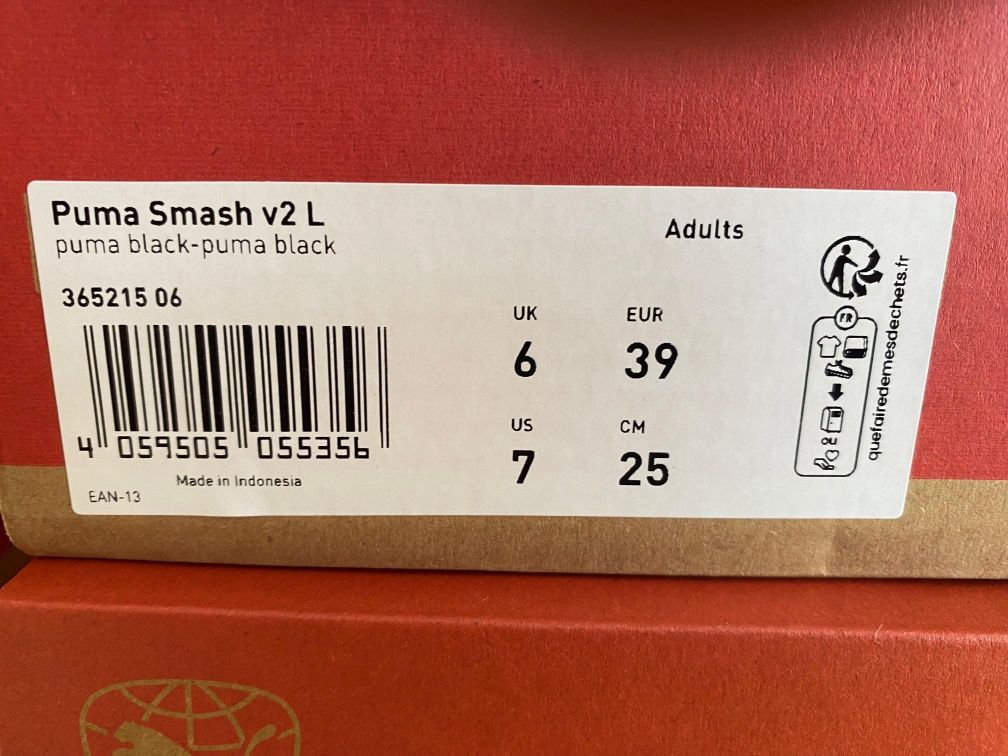 Puma Smash v2 L
puma black-puma black
Adults
365215 06
UK
6
EUR
39
US
7
CM
25
4 059505 055356
Made in Indonesia
EAN-13
FR
quefairedemesdechets.fr